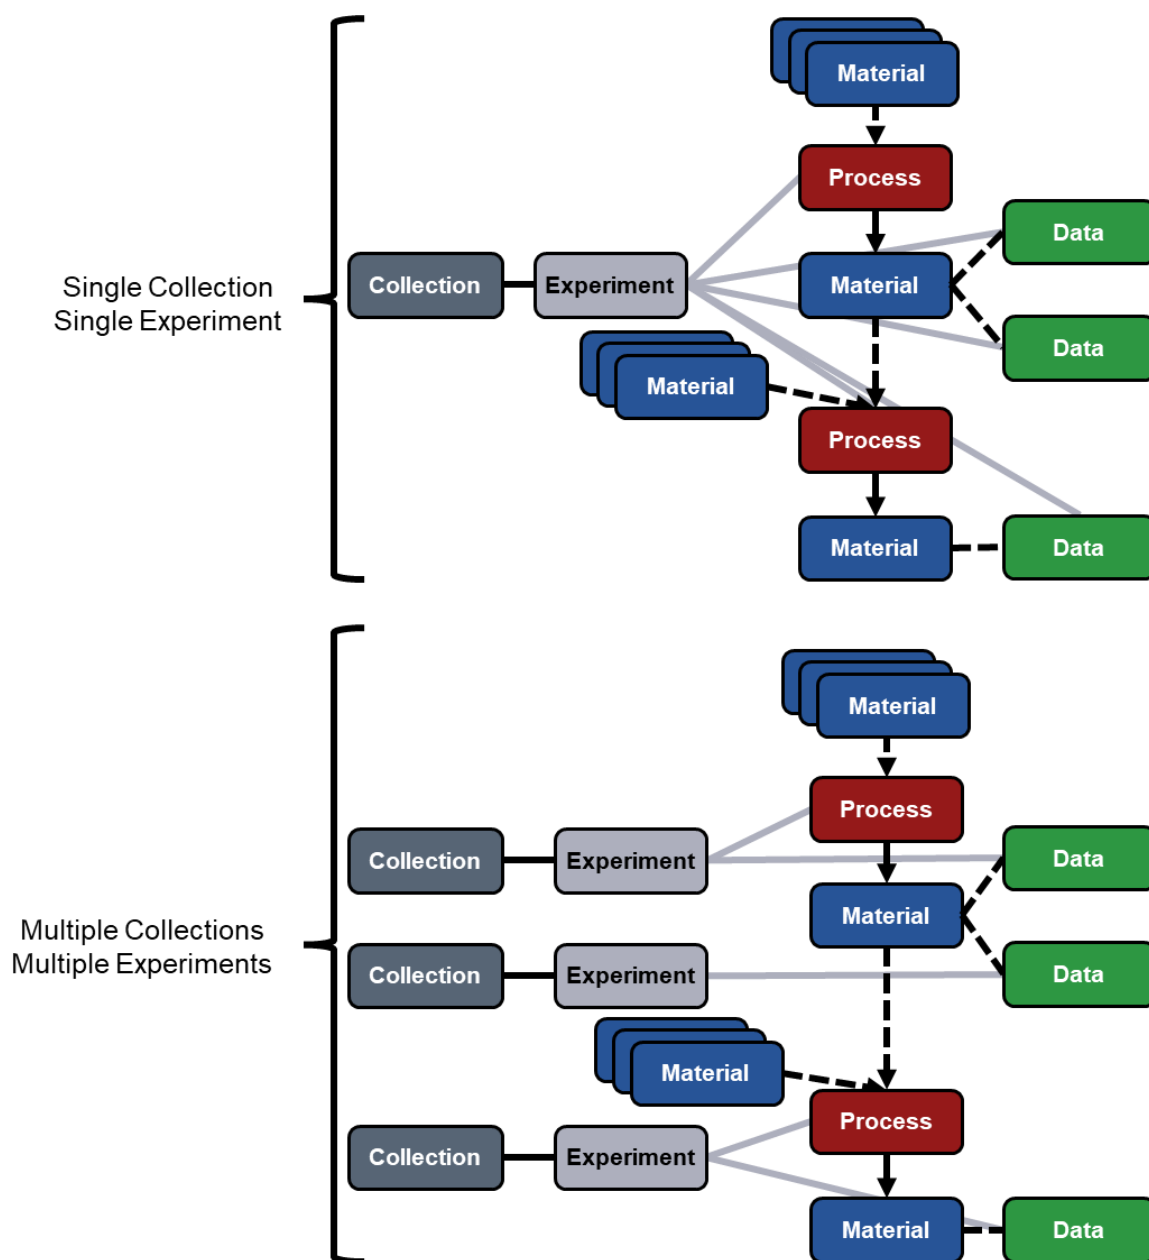 Material
Process
Data
Single Collection
Single Experiment
Collection
Experiment
Material
Data
Material
Process
Material
Data
Material
Process
Multiple Collections
Multiple Experiments
Collection
Experiment
Data
Material
Collection
Experiment
Data
Material
Process
Collection
Experiment
Material
Data